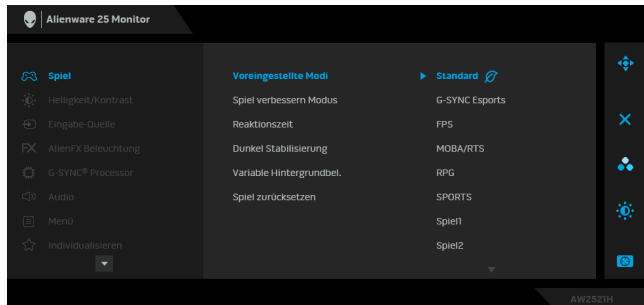 Alienware 25 Monitor
Spiel
Helligkeit/Kontrast
Eingabe-Quelle
AlienFX Beleuchtung
G-SYNC® Processor
Audio
Menü
Individualisieren
Voreingestellte Modi
Spiel verbessern Modus
Reaktionszeit
Dunkel Stabilisierung
Variable Hintergrundbel.
Spiel zurücksetzen
Standard
G-SYNC Esports
FPS
MOBA/RTS
RPG
SPORTS
Spiel1
Spiel2
AW2521H